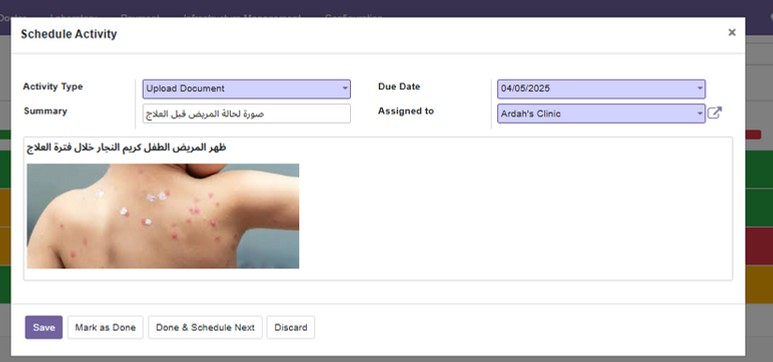 Schedule Activity
×
Activity Type
Upload Document
Due Date
04/05/2025
Summary
صورة لحالة المريض قبل العلاج
Assigned to
Ardah's Clinic
ظهر المريض الطفل كريم النجار خلال فترة العلاج
Save
Mark as Done
Done & Schedule Next
Discard